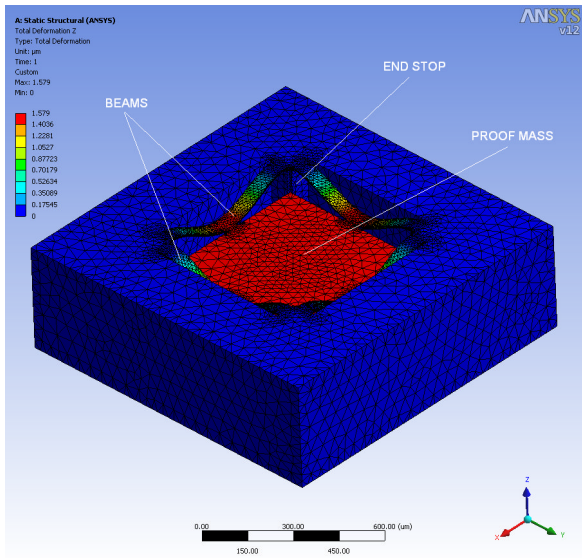 A: Static Structural (ANSYS)
Total Deformation Z
Type: Total Deformation
Unit: µm
Time: 1
Custom
Max: 1.579
Min: 0
1.579
1.4036
1.2281
1.0527
0.87723
0.70179
0.52634
0.35089
0.17545
0
ANSYS
v12
END STOP
BEAMS
PROOF MASS
0.00
300.00
600.00 (um)
150.00
450.00
Z
X
Y